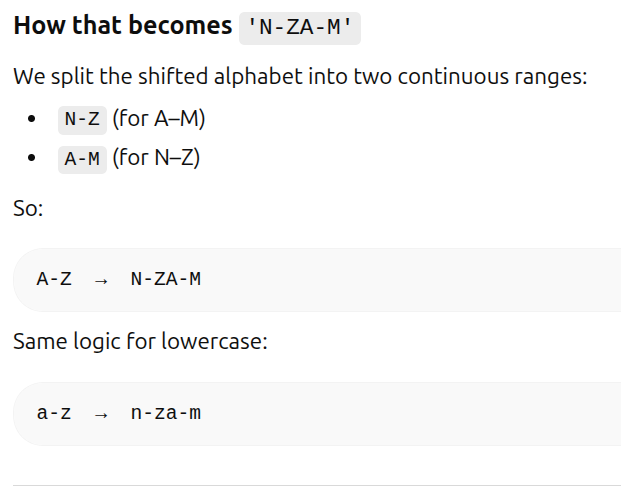 How that becomes 'N-ZA-M'
We split the shifted alphabet into two continuous ranges:
• N-Z (for A–M)
• A-M (for N–Z)
So:
A-Z → N-ZA-M
Same logic for lowercase:
a-z → n-za-m